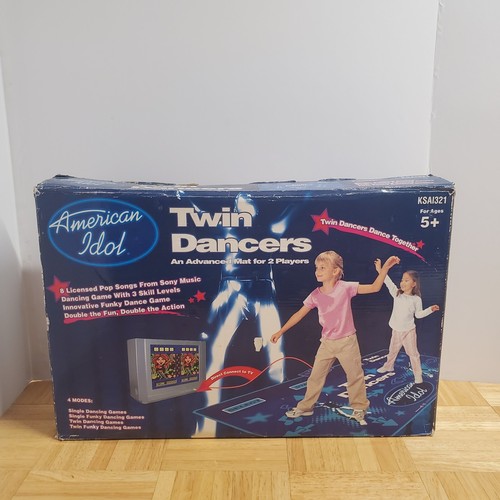 KSAI321
For Ages
5+
American
Idol
Twin
Dancers
An Advanced Mat for 2 Players
Twin Dancers Dance Together
8 Licensed Pop Songs From Sony Music
Dancing Game With 3 Skill Levels
Innovative Funky Dance Game
Double the Fun, Double the Action
Direct Connect to TV
4 MODES:
Single Dancing Games
Single Funky Dancing Games
Twin Dancing Games
Twin Funky Dancing Games
Dancers
American
Idol